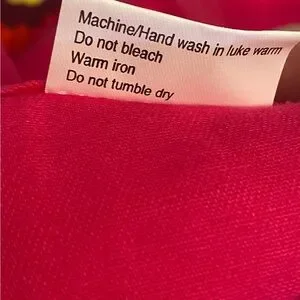 Machine/Hand wash in luke warm
Do not bleach
Warm iron
Do not tumble dry